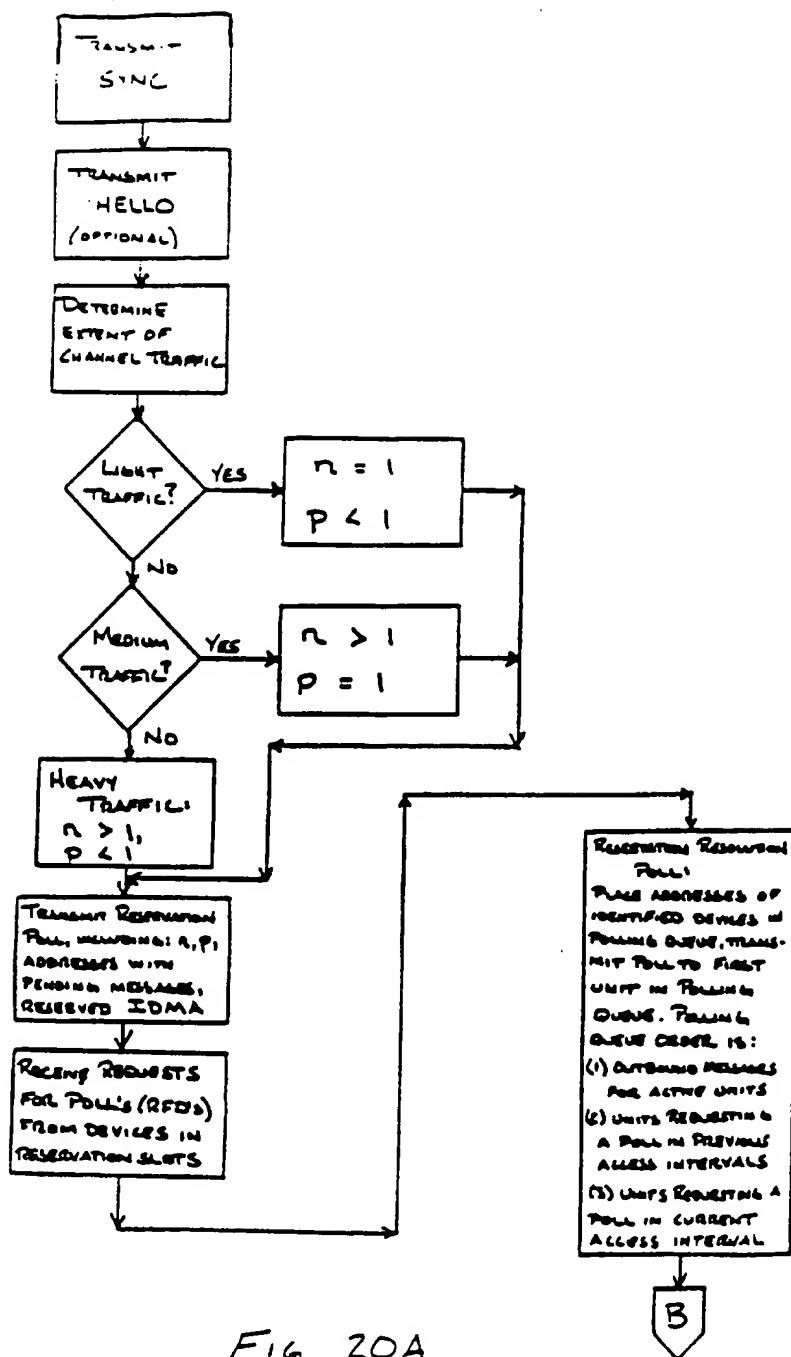 TRANSMIT
SYNC
TRANSMIT
HELLO
(OPTIONAL)
DETERMINE
EXTENT OF
CHANNEL TRAFFIC
LIGHT
TRAFFIC?
YES
n = 1
P < 1
NO
MEDIUM
TRAFFIC?
YES
n > 1
P = 1
NO
HEAVY
TRAFFIC:
n > 1,
P < 1
TRANSMIT RESERVATION
POLL, INCLUDING: n, P,
ADDRESSES WITH
PENDING MESSAGES,
RESERVED IDMA
RECEIVE REQUESTS
FOR POLL'S (RFP's)
FROM DEVICES IN
RESERVATION SLOTS
RESERVATION RESOLUTION
POLL:
PLACE ADDRESSES OF
IDENTIFIED DEVICES IN
POLLING QUEUE, TRANS-
MIT POLL TO FIRST
UNIT IN POLLING
QUEUE. POLLING
QUEUE ORDER IS:
(1) OUTBOUND MESSAGES
FOR ACTIVE UNITS
(2) UNITS REQUESTING
A POLL IN PREVIOUS
ACCESS INTERVALS
(3) UNITS REQUESTING A
POLL IN CURRENT
ACCESS INTERVAL
B
FIG 20A